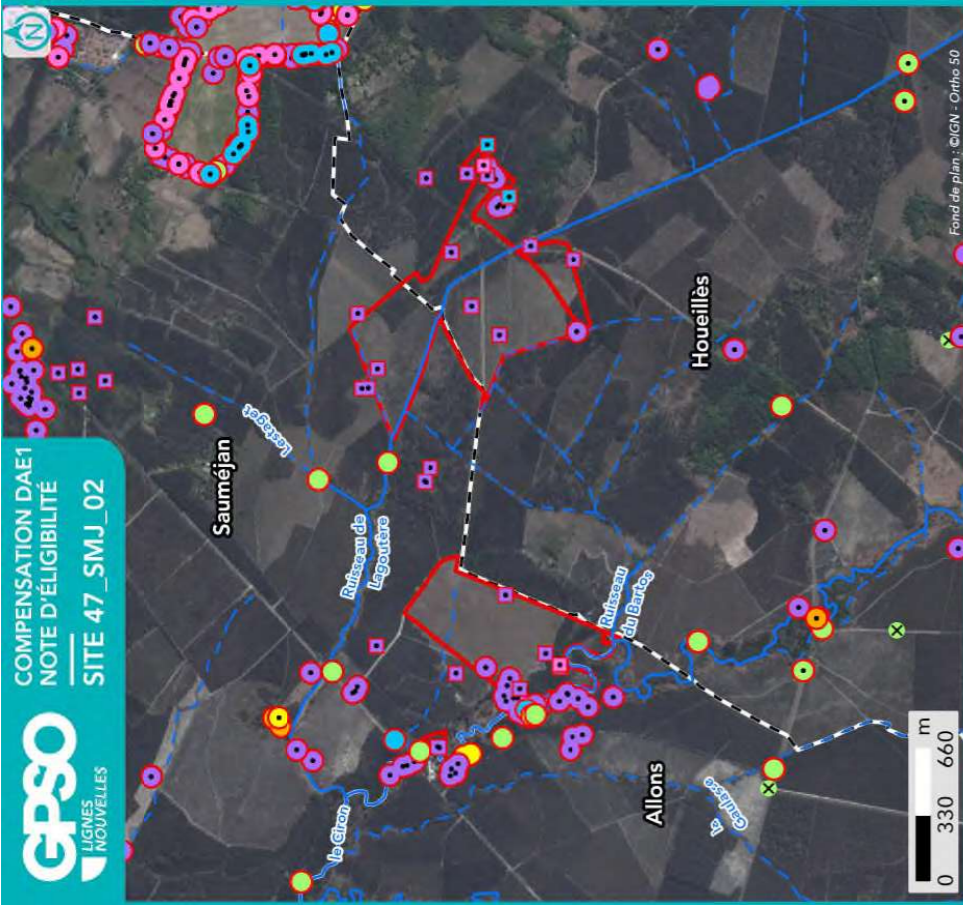 GPSO
LIGNES
NOUVELLES
COMPENSATION DAE1
NOTE D'ÉLIGIBILITÉ
SITE 47_SMJ_02
N
Sauméjan
Lestaget
Ruisseau de
Lagoutère
le Ciron
Ruisseau
du Bartos
Houeillès
Allons
la
Gaulasse
0 330 660 m
Fond de plan : ©IGN - Ortho 50